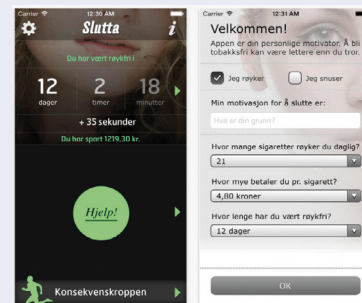 Carrier 12:30 AM
Slutta
i
Du har vært røykfri i
12 2 18
dager timer minutter
+ 35 sekunder
Du har spart 1219,30 kr.
Hjelp!
Konsekvenskroppen
Carrier 12:31 AM
Velkommen!
Appen er din personlige motivator. Å bli
tobakksfri kan være lettere enn du tror.
Jeg røyker Jeg snuser
Min motivasjon for Å slutte er:
Hva er din grunn?
Hvor mange sigaretter røyker du daglig?
21
Hvor mye betaler du pr. sigarett?
4,80 kroner
Hvor lenge har du vært røykfri?
12 dager
OK